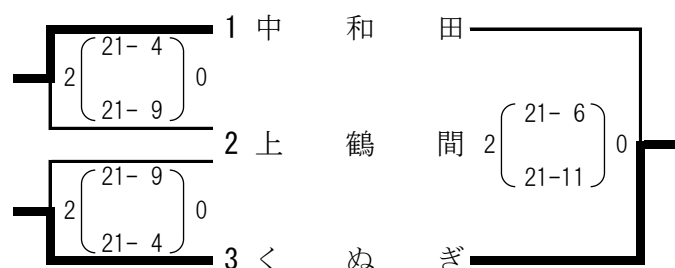 1 中 和 田
2 ( 21- 4 21- 9 ) 0
2 上 鶴 間
2 ( 21- 6 21-11 ) 0
2 ( 21- 9 21- 4 ) 0
3 く ぬ ぎ